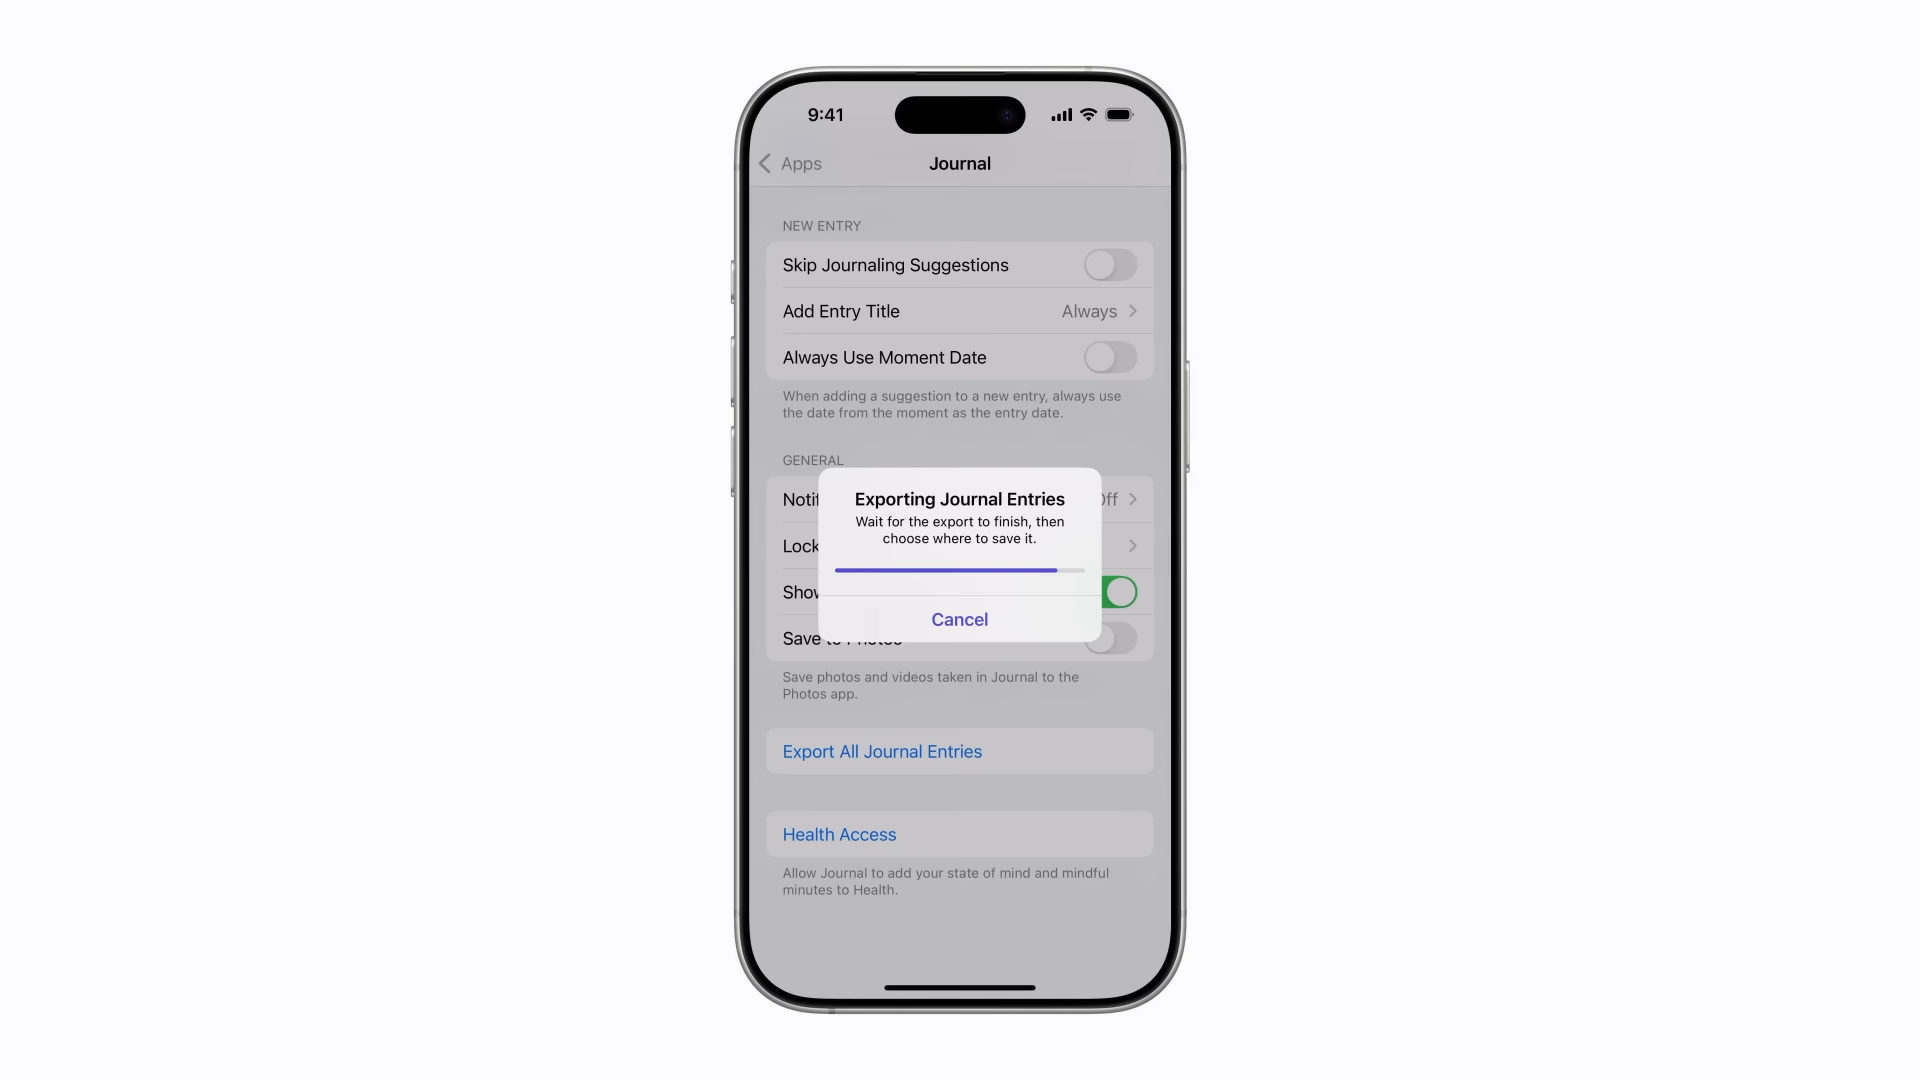 9:41
Apps
Journal
NEW ENTRY
Skip Journaling Suggestions
Add Entry Title Always
Always Use Moment Date
When adding a suggestion to a new entry, always use
the date from the moment as the entry date.
GENERAL
Exporting Journal Entries
Wait for the export to finish, then
choose where to save it.
Lock
Cancel
Save to Photos
Save photos and videos taken in Journal to the
Photos app.
Export All Journal Entries
Health Access
Allow Journal to add your state of mind and mindful
minutes to Health.